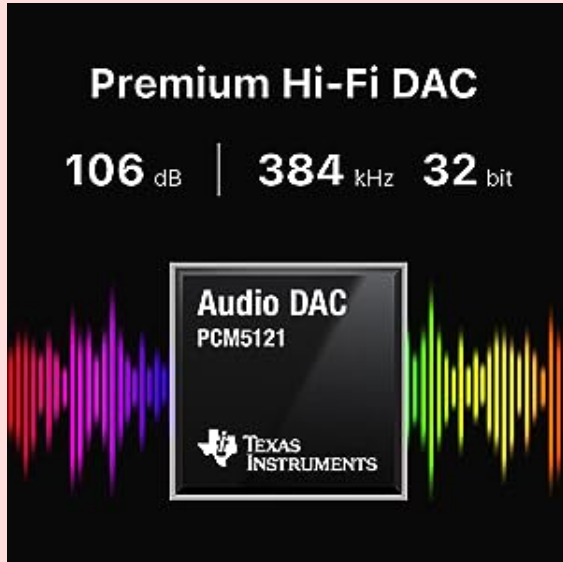 Premium Hi-Fi DAC
106 dB | 384 kHz 32 bit
Audio DAC
PCM5121
TEXAS
INSTRUMENTS